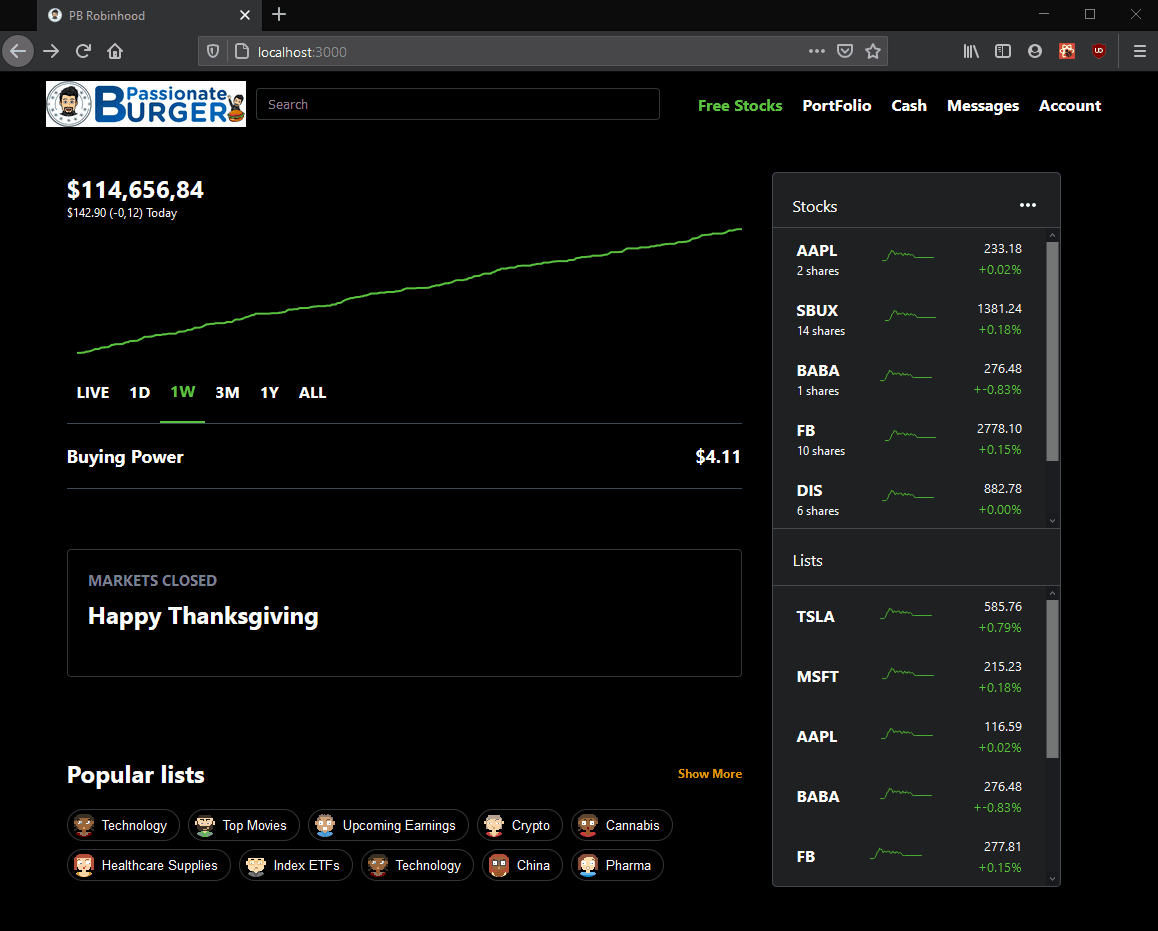 PB Robinhood
localhost:3000
Passionate
BURGER
Search
Free Stocks PortFolio Cash Messages Account
$114,656,84
$142.90 (-0,12) Today
LIVE 1D 1W 3M 1Y ALL
Buying Power $4.11
MARKETS CLOSED
Happy Thanksgiving
Popular lists Show More
Technology Top Movies Upcoming Earnings Crypto Cannabis
Healthcare Supplies Index ETFs Technology China Pharma
Stocks
AAPL 233.18
2 shares +0.02%
SBUX 1381.24
14 shares +0.18%
BABA 276.48
1 shares +-0.83%
FB 2778.10
10 shares +0.15%
DIS 882.78
6 shares +0.00%
Lists
TSLA 585.76
+0.79%
MSFT 215.23
+0.18%
AAPL 116.59
+0.02%
BABA 276.48
+-0.83%
FB 277.81
+0.15%